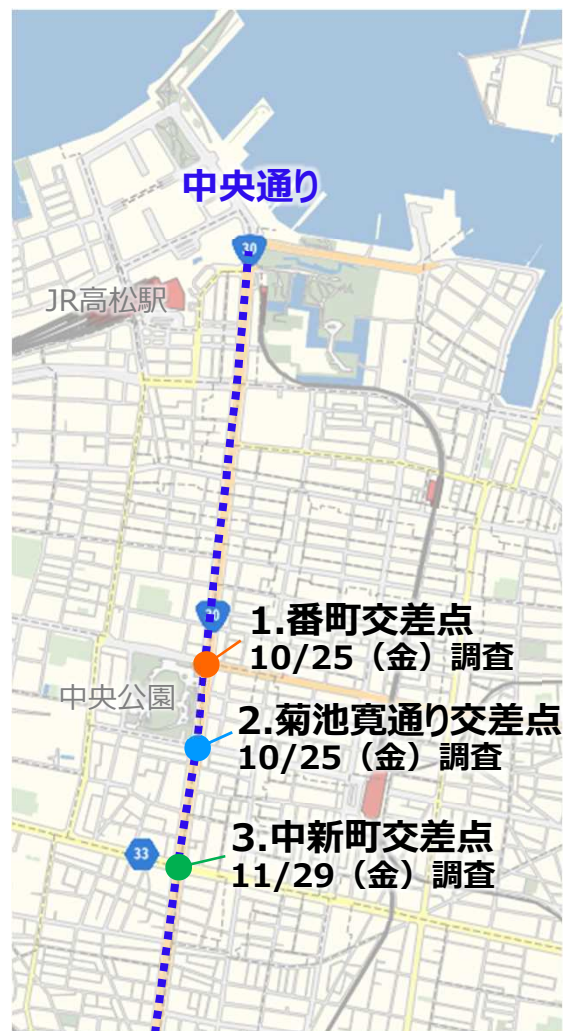 中央通り
30
JR高松駅
30
1.番町交差点
10/25（金）調査
中央公園
2.菊池寛通り交差点
10/25（金）調査
3.中新町交差点
11/29（金）調査
33